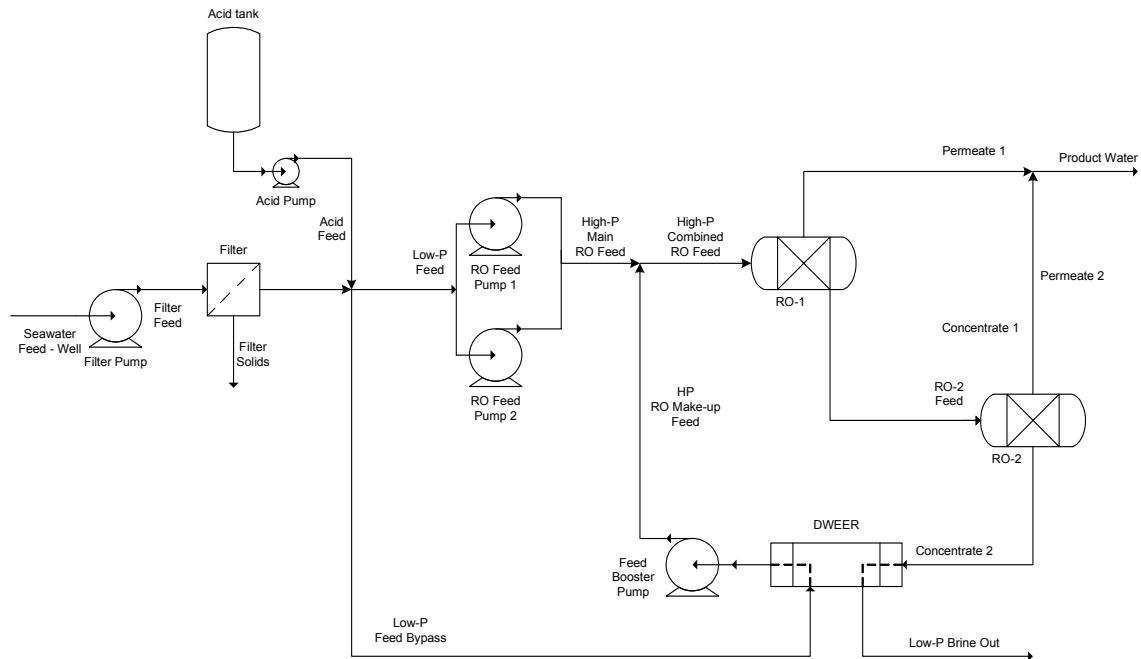 Acid tank
Acid Pump
Acid
Feed
Filter
Seawater
Feed - Well
Filter Pump
Filter
Feed
Filter
Solids
Low-P
Feed
RO Feed
Pump 1
RO Feed
Pump 2
High-P
Main
RO Feed
High-P
Combined
RO Feed
RO-1
Permeate 1
Product Water
Permeate 2
Concentrate 1
RO-2
Feed
RO-2
HP
RO Make-up
Feed
DWEER
Concentrate 2
Feed
Booster
Pump
Low-P
Feed Bypass
Low-P Brine Out